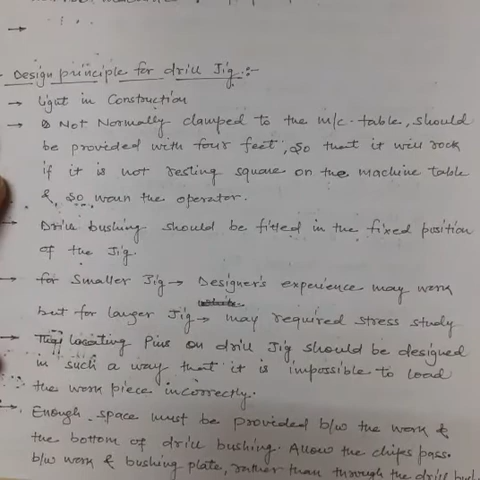 Design principle for drill Jig :-
→ Light in Construction
→ Not Normally clamped to the m/c. table, should
be provided with four feet, So that it will rock
if it is not resting square on the machine table
&, so warn the operator.
→ Drill bushing should be fitted in the fixed position
of the Jig.
→ for Smaller Jig → Designer's experience may work
but for larger Jig → may required stress study
→ locating Pins on drill Jig should be designed
in such a way that it is impossible to load
the work piece incorrectly.
→ Enough space must be provided b/w the work &
the bottom of drill bushing. Allow the chips pass
b/w work & bushing plate, rather than through the drill bush